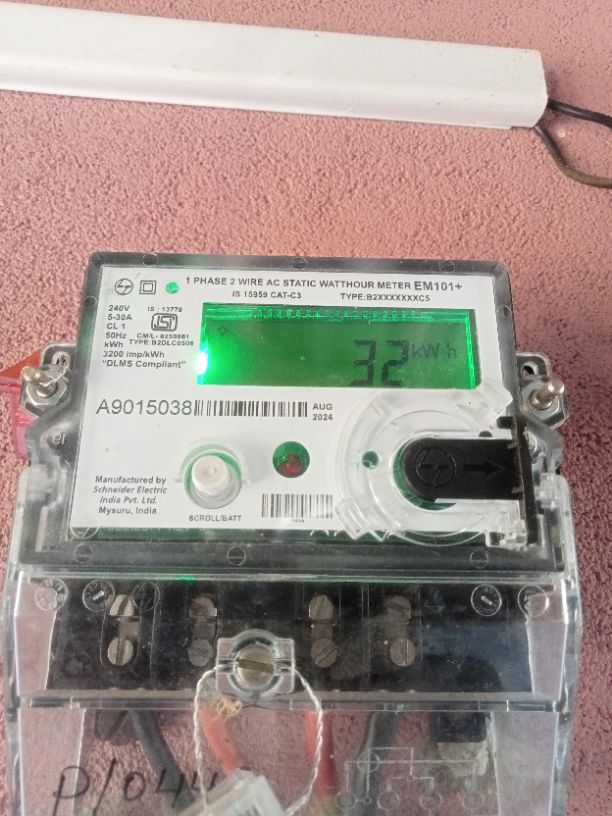 1 PHASE 2 WIRE AC STATIC WATTHOUR METER EM101+
IS 15959 CAT-C3 TYPE:B2XXXXXXXC5
240V
5-30A
CL 1
50Hz
kWh
3200 imp/kWh
"DLMS Compliant"
IS : 13779
ISI
CM/L-
TYPE:
32 kWh
A9015038
AUG
2024
Manufactured by
Schneider Electric
India Pvt. Ltd.
Mysuru, India
SCROLL/BATT
P/044